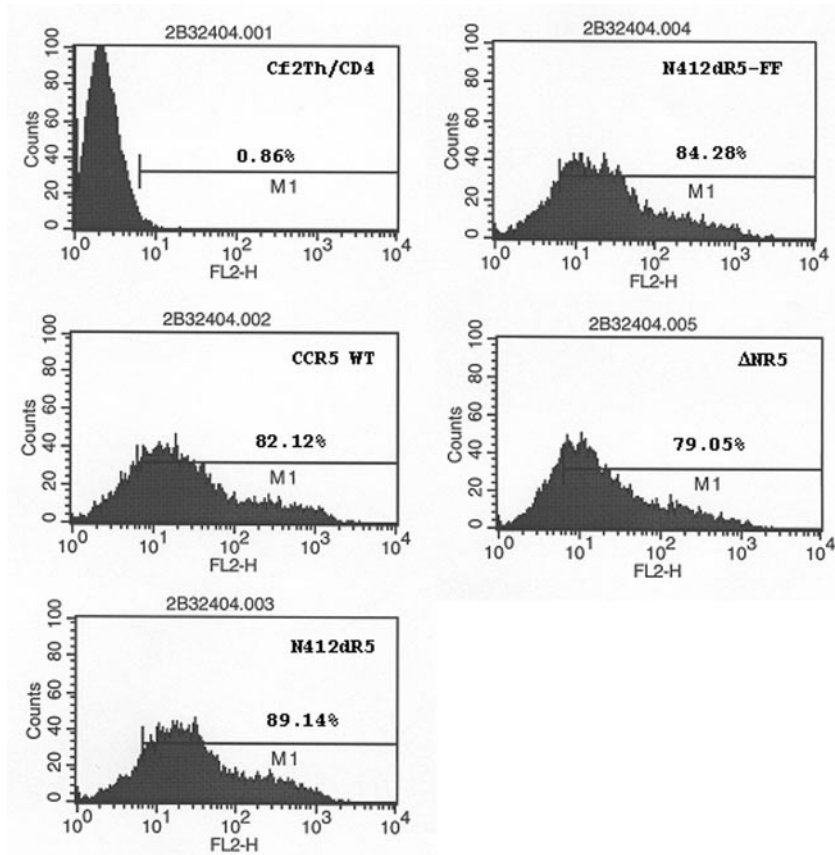 2B32404.001
Cf2Th/CD4
0.86%
M1
Counts
100
80
60
40
20
0
10^0 10^1 10^2 10^3 10^4
FL2-H
2B32404.004
N412dR5-FF
84.28%
M1
Counts
100
80
60
40
20
0
10^0 10^1 10^2 10^3 10^4
FL2-H
2B32404.002
CCR5 WT
82.12%
M1
Counts
100
80
60
40
20
0
10^0 10^1 10^2 10^3 10^4
FL2-H
2B32404.005
ΔNR5
79.05%
M1
Counts
100
80
60
40
20
0
10^0 10^1 10^2 10^3 10^4
FL2-H
2B32404.003
N412dR5
89.14%
M1
Counts
100
80
60
40
20
0
10^0 10^1 10^2 10^3 10^4
FL2-H